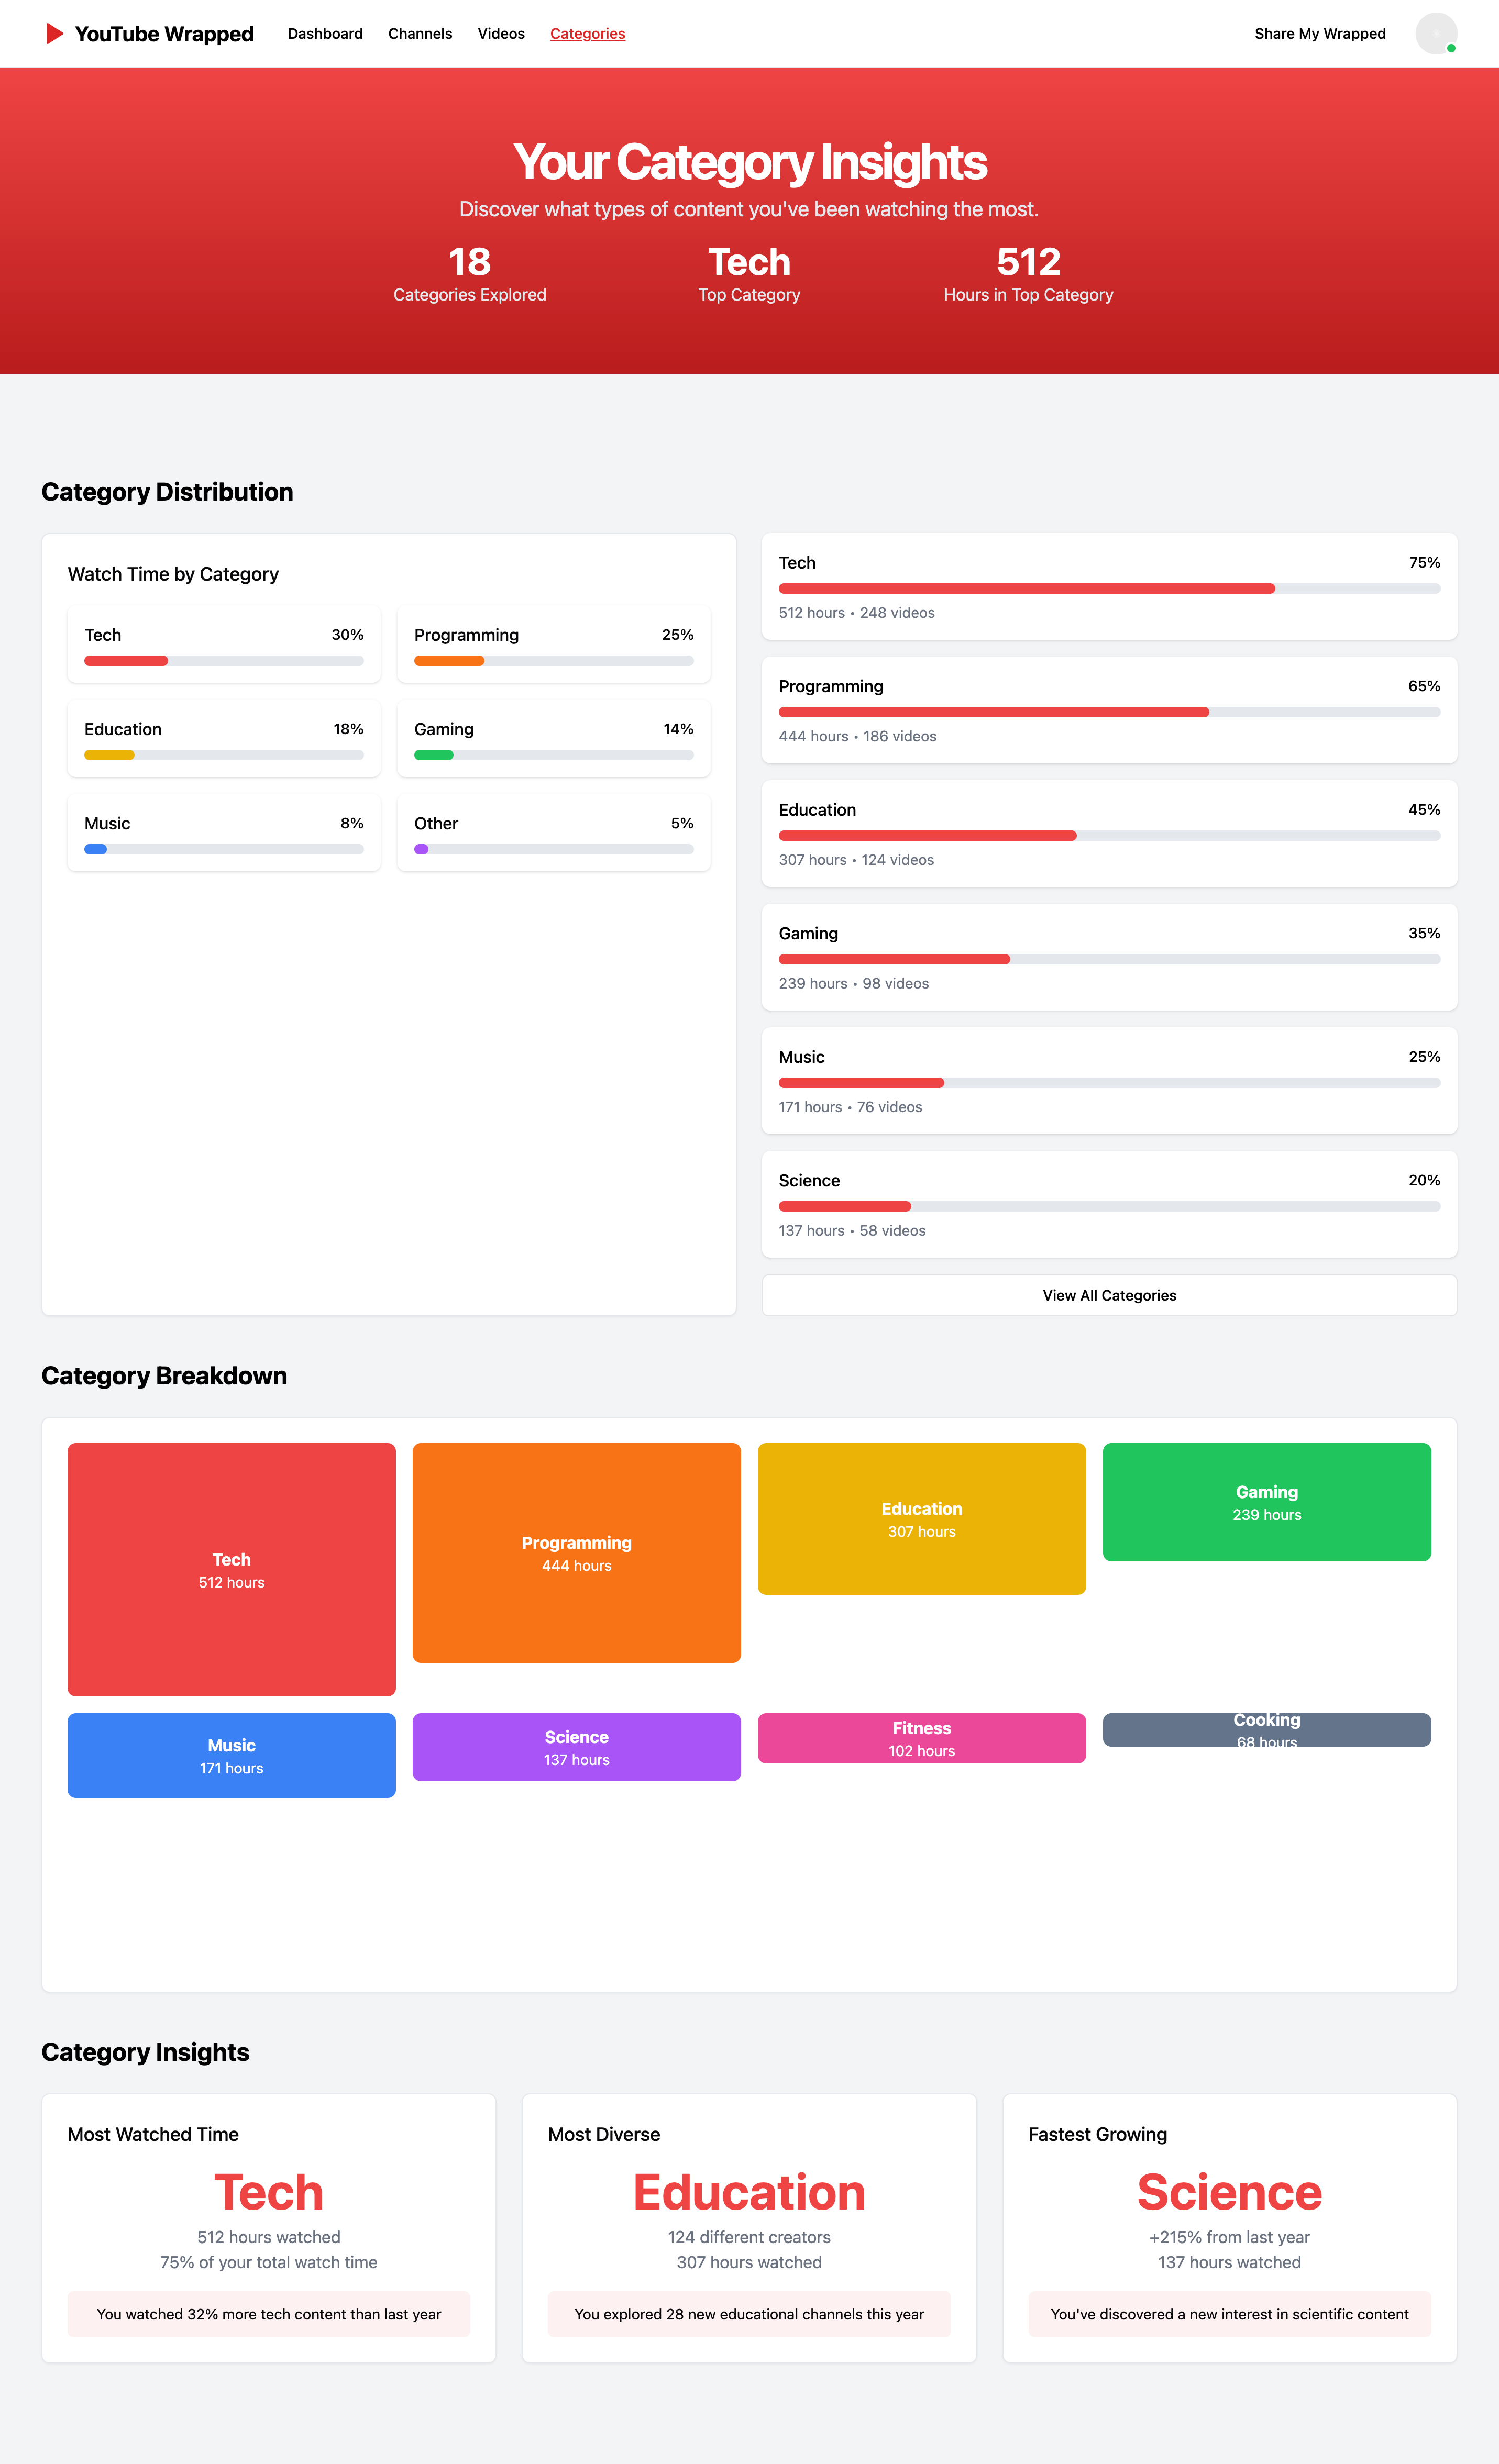 YouTube Wrapped
Dashboard
Channels
Videos
Categories
Share My Wrapped
Your Category Insights
Discover what types of content you've been watching the most.
18
Categories Explored
Tech
Top Category
512
Hours in Top Category
Category Distribution
Watch Time by Category
Tech 30%
Programming 25%
Education 18%
Gaming 14%
Music 8%
Other 5%
Tech 75%
512 hours • 248 videos
Programming 65%
444 hours • 186 videos
Education 45%
307 hours • 124 videos
Gaming 35%
239 hours • 98 videos
Music 25%
171 hours • 76 videos
Science 20%
137 hours • 58 videos
View All Categories
Category Breakdown
Tech
512 hours
Programming
444 hours
Education
307 hours
Gaming
239 hours
Music
171 hours
Science
137 hours
Fitness
102 hours
Cooking
68 hours
Category Insights
Most Watched Time
Tech
512 hours watched
75% of your total watch time
You watched 32% more tech content than last year
Most Diverse
Education
124 different creators
307 hours watched
You explored 28 new educational channels this year
Fastest Growing
Science
+215% from last year
137 hours watched
You've discovered a new interest in scientific content